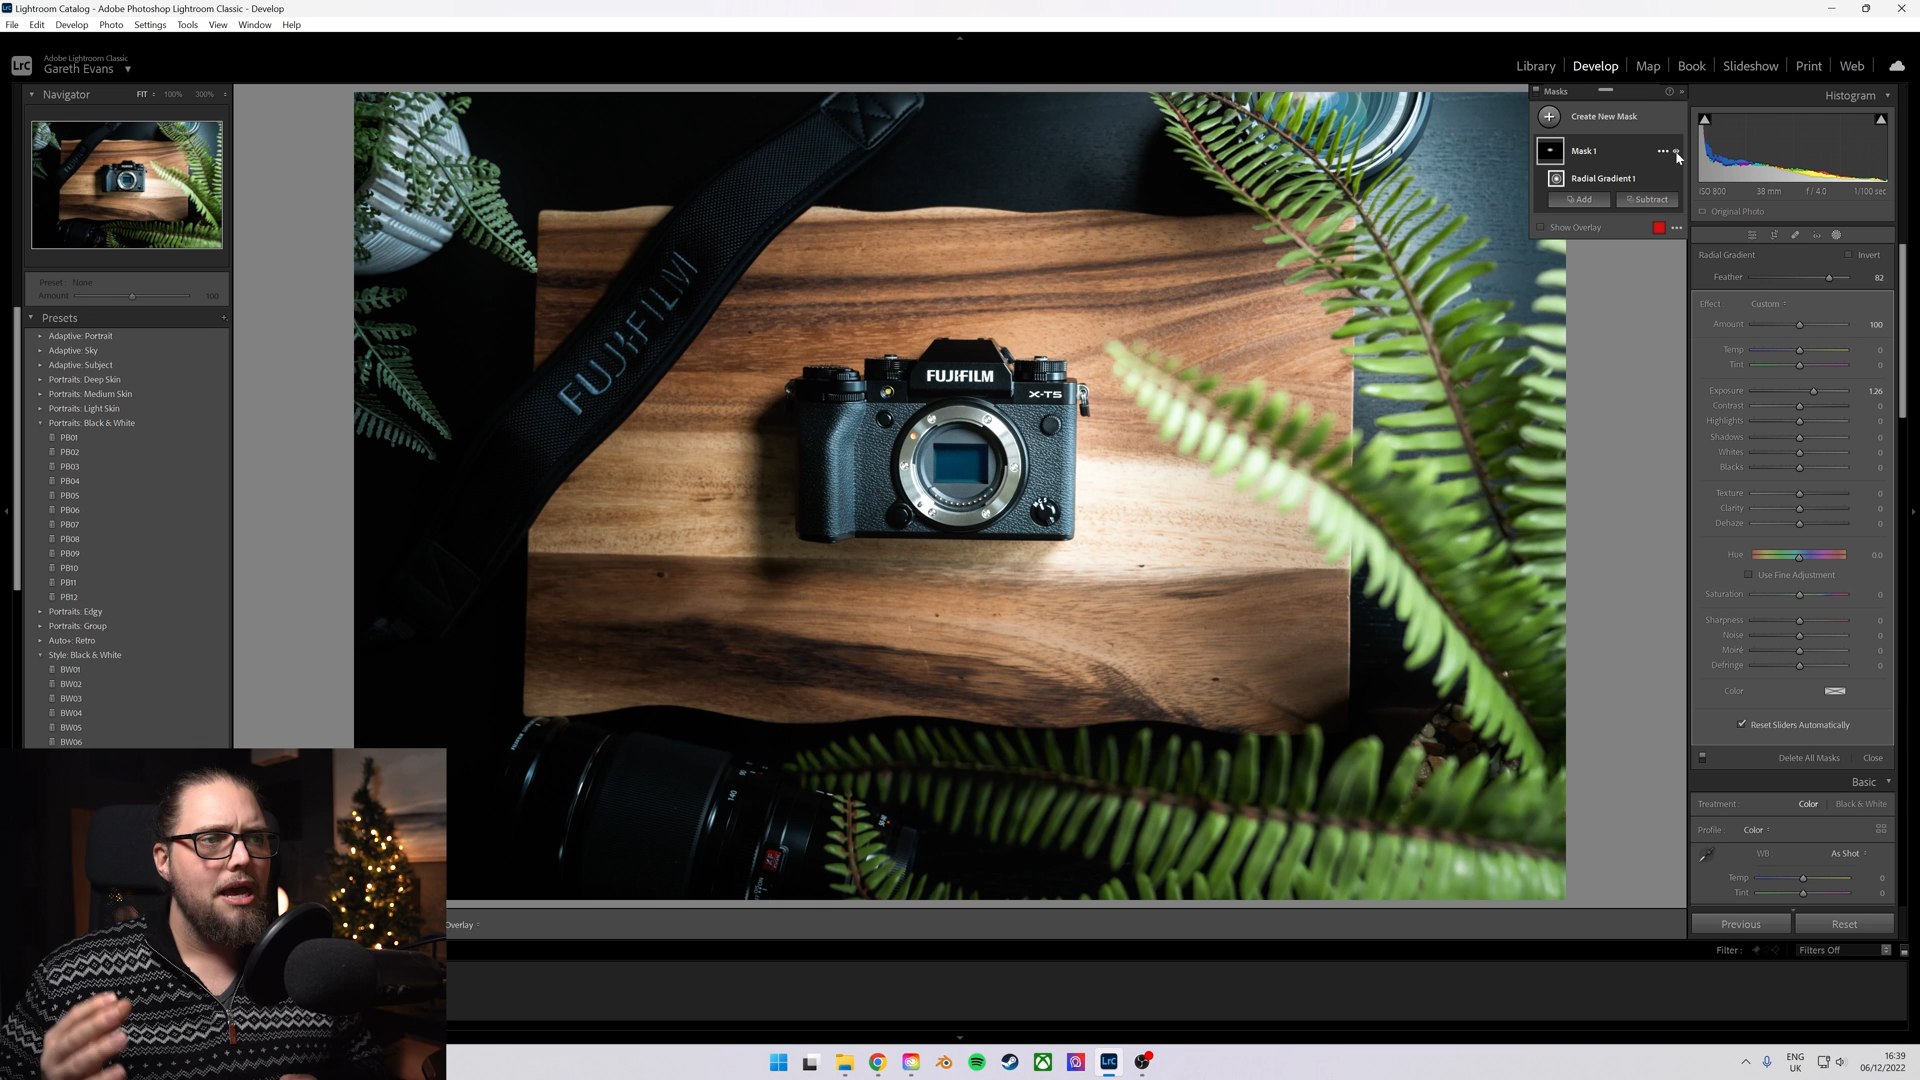 Lightroom Catalog - Adobe Photoshop Lightroom Classic - Develop
File Edit Develop Photo Settings Tools View Window Help
LrC Adobe Lightroom Classic
Gareth Evans
Library Develop Map Book Slideshow Print Web
Navigator FIT 100% 300%
Preset: None
Amount 100
Presets
Adaptive: Portrait
Adaptive: Sky
Adaptive: Subject
Portraits: Deep Skin
Portraits: Medium Skin
Portraits: Light Skin
Portraits: Black & White
PB01
PB02
PB03
PB04
PB05
PB06
PB07
PB08
PB09
PB10
PB11
PB12
Portraits: Edgy
Portraits: Group
Auto+: Retro
Style: Black & White
BW01
BW02
BW03
BW04
BW05
BW06
FUJIFILM
FUJIFILM
X-T5
140
Overlay
Masks
Create New Mask
Mask 1
Radial Gradient 1
Add Subtract
Show Overlay
Histogram
ISO 800 38 mm f / 4.0 1/100 sec
Original Photo
Radial Gradient Invert
Feather 82
Effect: Custom
Amount 100
Temp 0
Tint 0
Exposure 1.26
Contrast 0
Highlights 0
Shadows 0
Whites 0
Blacks 0
Texture 0
Clarity 0
Dehaze 0
Hue 0.0
Use Fine Adjustment
Saturation 0
Sharpness 0
Noise 0
Moiré 0
Defringe 0
Color
Reset Sliders Automatically
Delete All Masks Close
Basic
Treatment: Color Black & White
Profile: Color
WB: As Shot
Temp 0
Tint 0
Previous Reset
Filter: Filters Off
LrC
ENG
UK
16:39
06/12/2022